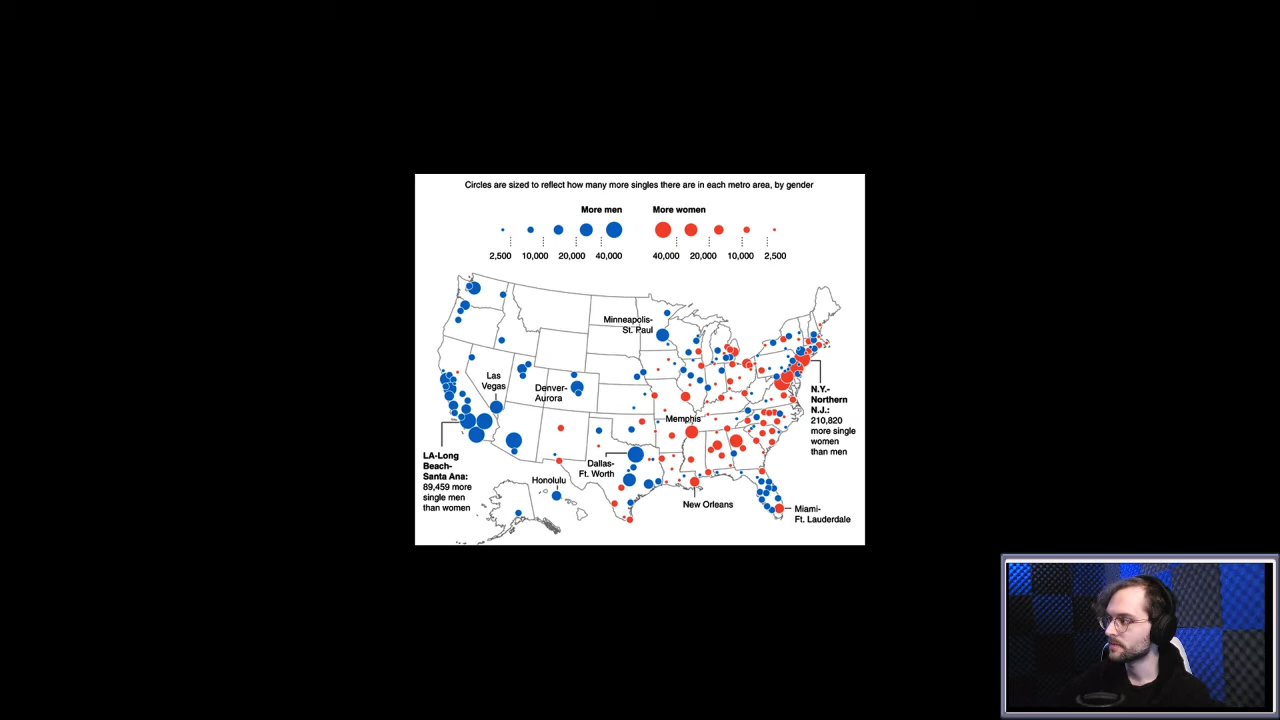 Circles are sized to reflect how many more singles there are in each metro area, by gender
More men
More women
2,500 10,000 20,000 40,000
40,000 20,000 10,000 2,500
Minneapolis-
St. Paul
Las
Vegas
Denver-
Aurora
Memphis
N.Y.-
Northern
N.J.:
210,820
more single
women
than men
LA-Long
Beach-
Santa Ana:
89,459 more
single men
than women
Dallas-
Ft. Worth
Honolulu
New Orleans
Miami-
Ft. Lauderdale